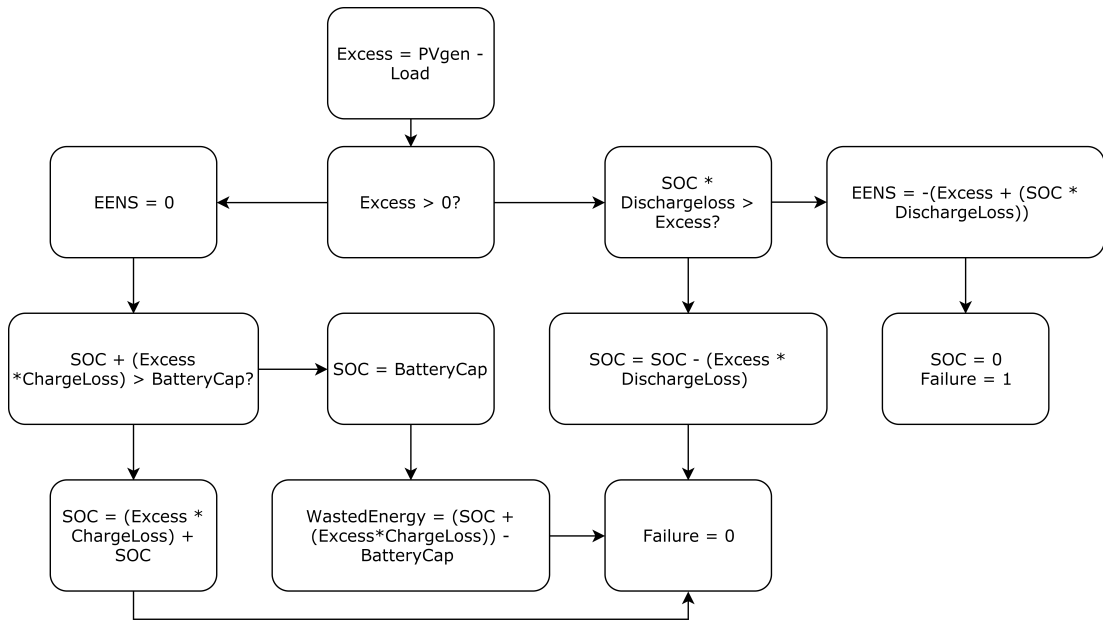 Excess = PVgen -
Load
EENS = 0
Excess > 0?
SOC *
Dischargeloss >
Excess?
EENS = -(Excess + (SOC *
DischargeLoss))
SOC + (Excess
*ChargeLoss) > BatteryCap?
SOC = BatteryCap
SOC = SOC - (Excess *
DischargeLoss)
SOC = 0
Failure = 1
SOC = (Excess *
ChargeLoss) +
SOC
WastedEnergy = (SOC +
(Excess*ChargeLoss)) -
BatteryCap
Failure = 0